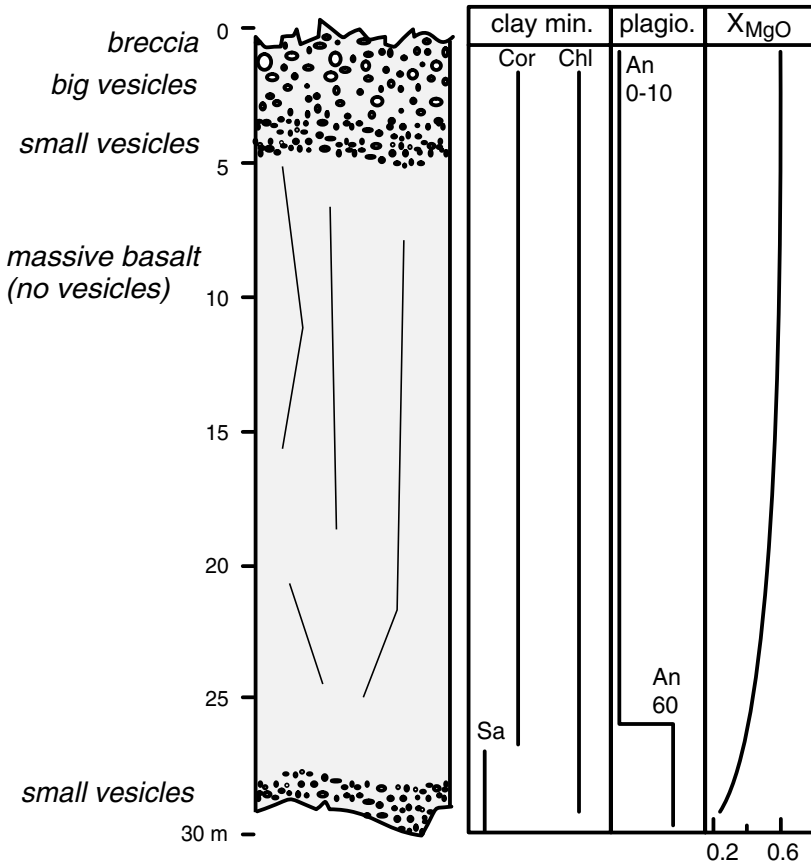 clay min. plagio. XMgO
0
breccia
Cor Chl An
0-10
big vesicles
small vesicles
5
massive basalt
(no vesicles)
10
15
20
25
An
60
Sa
small vesicles
30 m
0.2 0.6